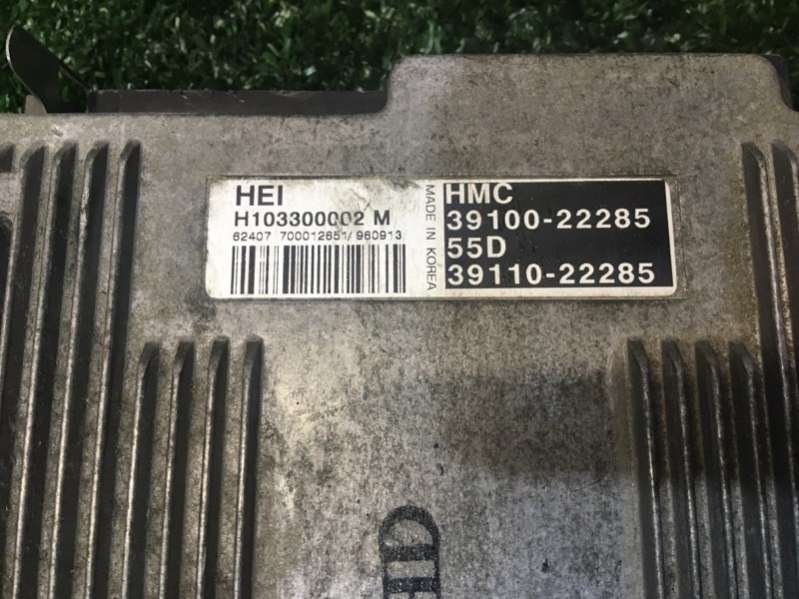 HEI
H103300002 M
62407 700012651/ 960913
MADE IN KOREA
HMC
39100-22285
55D
39110-22285